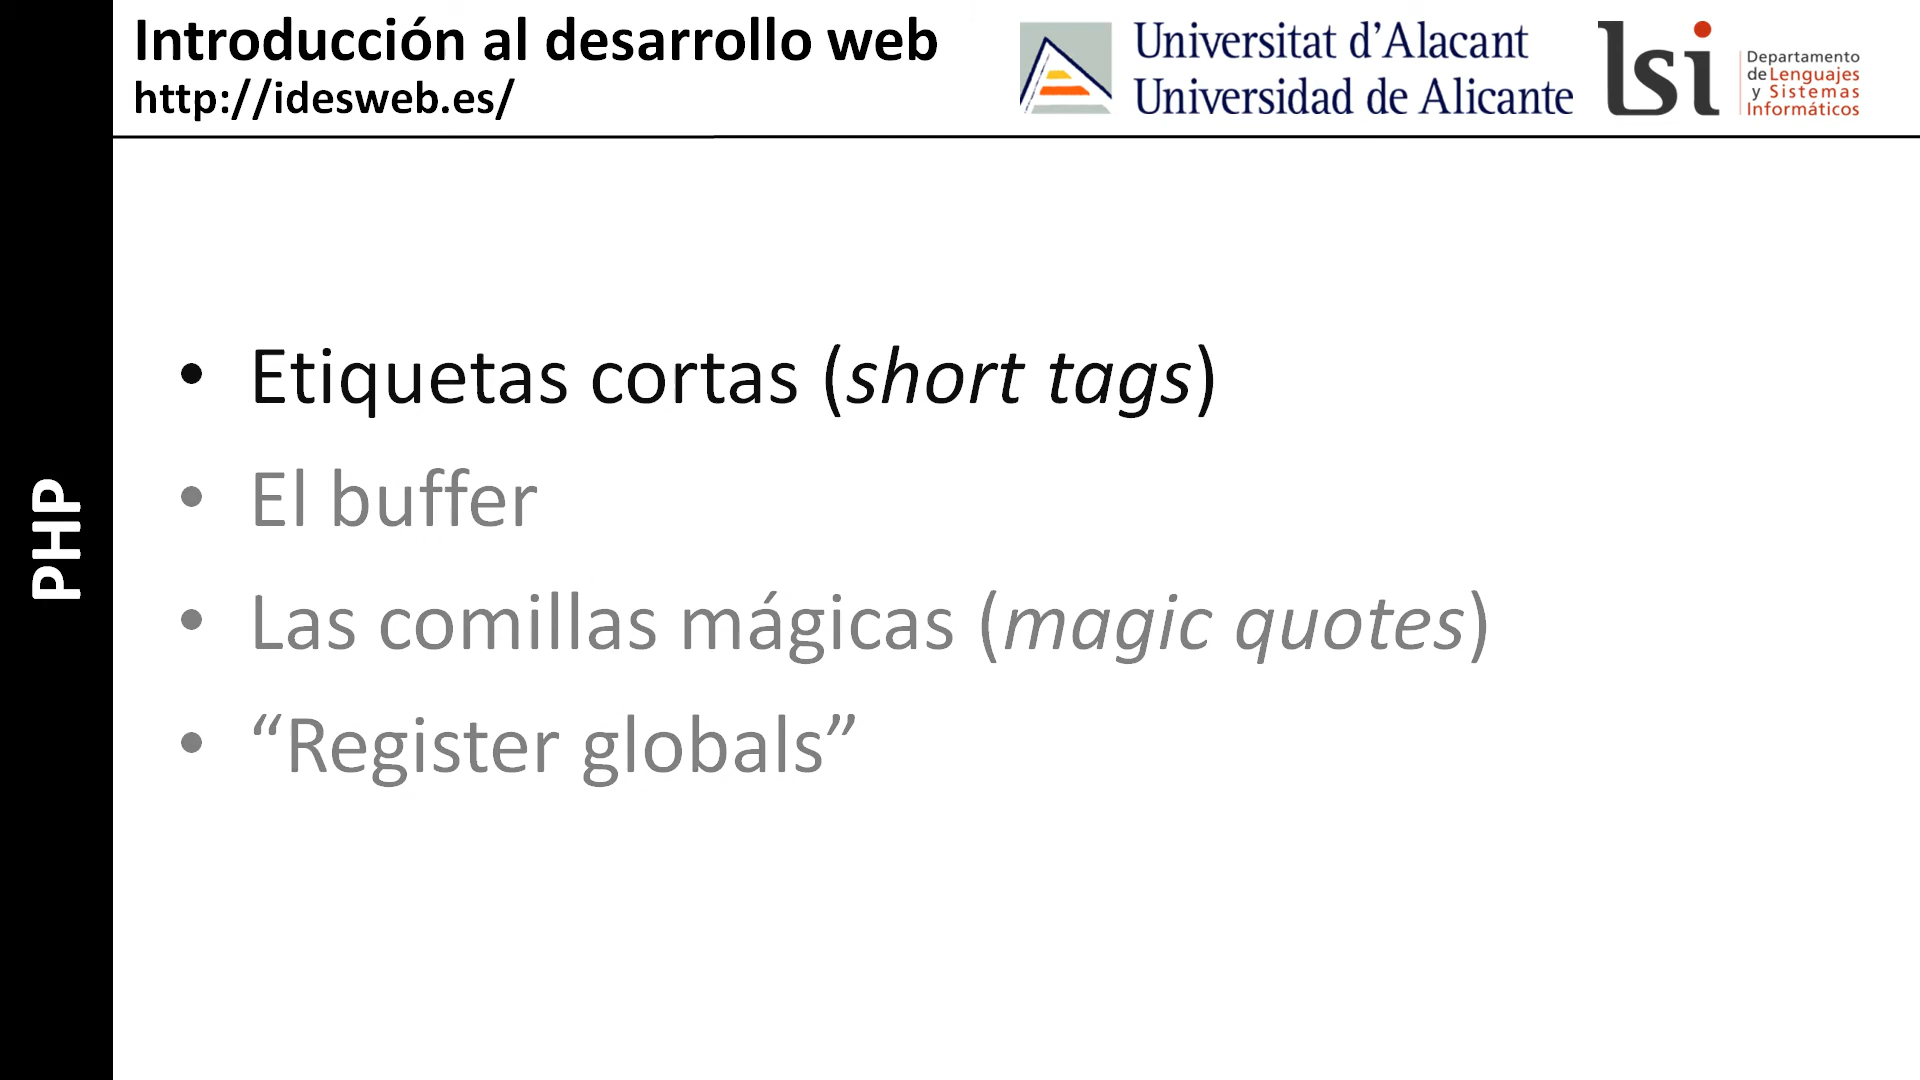 Introducción al desarrollo web
http://idesweb.es/
Universitat d’Alacant
Universidad de Alicante
lsi
Departamento
de Lenguajes
y Sistemas
Informáticos
PHP
• Etiquetas cortas (short tags)
• El buffer
• Las comillas mágicas (magic quotes)
• “Register globals”